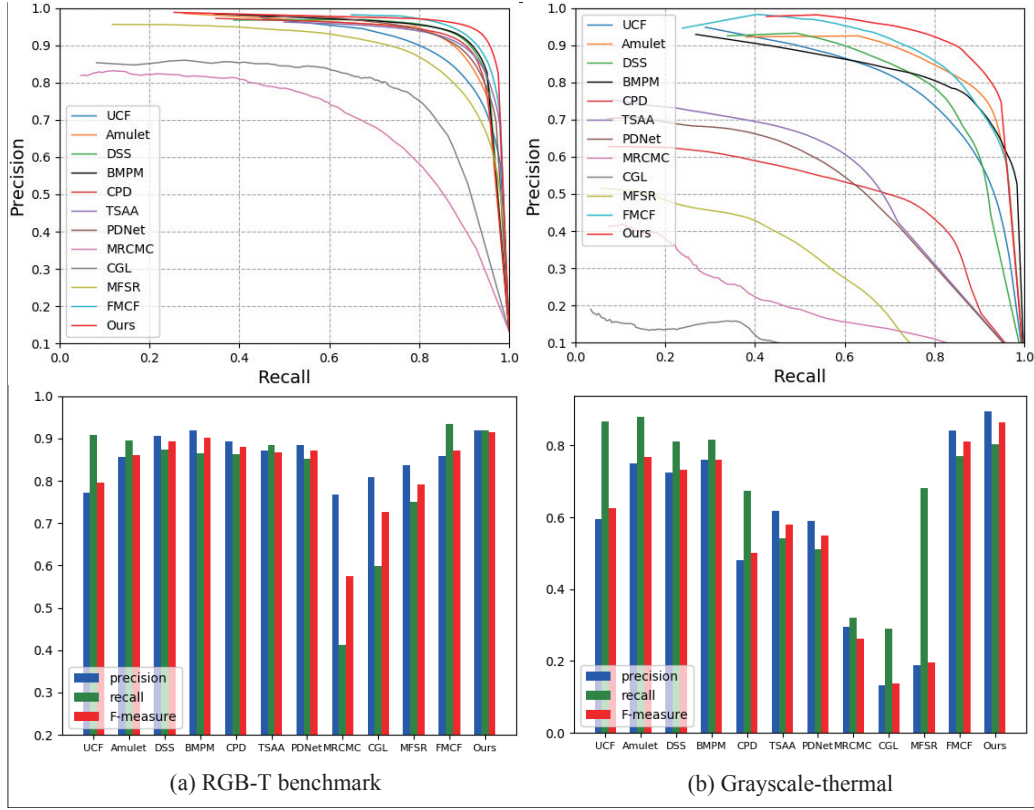 1.0
0.9
0.8
0.7
0.6
0.5
0.4
0.3
0.2
0.1
Precision
UCF
Amulet
DSS
BMPM
CPD
TSAA
PDNet
MRCMC
CGL
MFSR
FMCF
Ours
0.0 0.2 0.4 0.6 0.8 1.0
Recall
1.0
0.9
0.8
0.7
0.6
0.5
0.4
0.3
0.2
0.1
Precision
UCF
Amulet
DSS
BMPM
CPD
TSAA
PDNet
MRCMC
CGL
MFSR
FMCF
Ours
0.0 0.2 0.4 0.6 0.8 1.0
Recall
1.0
0.9
0.8
0.7
0.6
0.5
0.4
0.3
0.2
precision
recall
F-measure
UCF Amulet DSS BMPM CPD TSAA PDNet MRCMC CGL MFSR FMCF Ours
(a) RGB-T benchmark
0.8
0.6
0.4
0.2
0.0
precision
recall
F-measure
UCF Amulet DSS BMPM CPD TSAA PDNet MRCMC CGL MFSR FMCF Ours
(b) Grayscale-thermal